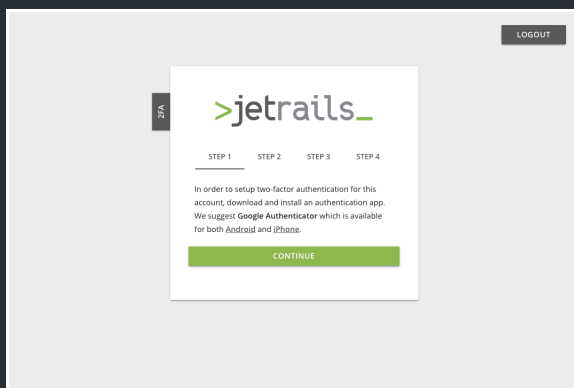 LOGOUT
2FA
>jetrails_
STEP 1 STEP 2 STEP 3 STEP 4
In order to setup two-factor authentication for this
account, download and install an authentication app.
We suggest Google Authenticator which is available
for both Android and iPhone.
CONTINUE